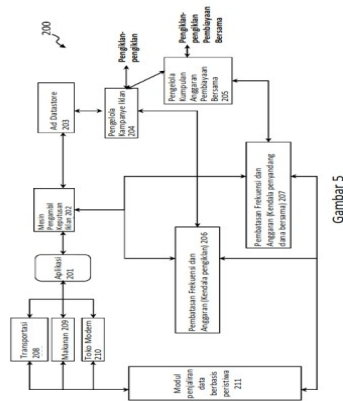 200
Pengiklan-
pengiklan
Pengiklan-
pengiklan
Pembiayaan
Bersama
Ad Datastore
203
Pengelola
Kampanye Iklan
204
Pengelola
Kumpulan
Anggaran
Pembiayaan
Bersama
205
Mesin
Pengambil
Keputusan
Iklan 202
Aplikasi
201
Pembatasan Frekuensi dan
Anggaran (Kendala pengiklan) 206
Pembatasan Frekuensi dan
Anggaran (Kendala penyandang
dana bersama) 207
Transportasi
208
Makanan 209
Toko Modern
210
Modul
penjaliran
data
berbasis
peristiwa
211
Gambar 5